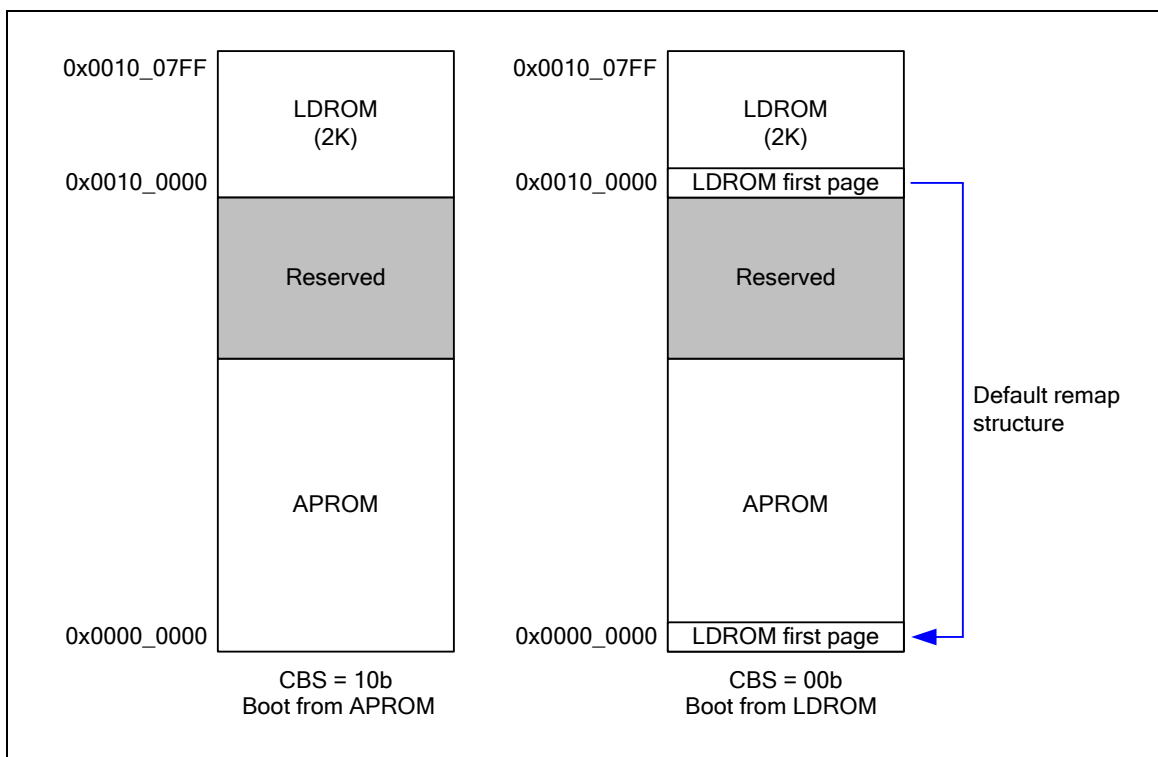 0x0010_07FF
LDROM
(2K)
0x0010_0000
Reserved
APROM
0x0000_0000
CBS = 10b
Boot from APROM
0x0010_07FF
LDROM
(2K)
0x0010_0000
LDROM first page
Reserved
Default remap
structure
APROM
0x0000_0000
LDROM first page
CBS = 00b
Boot from LDROM